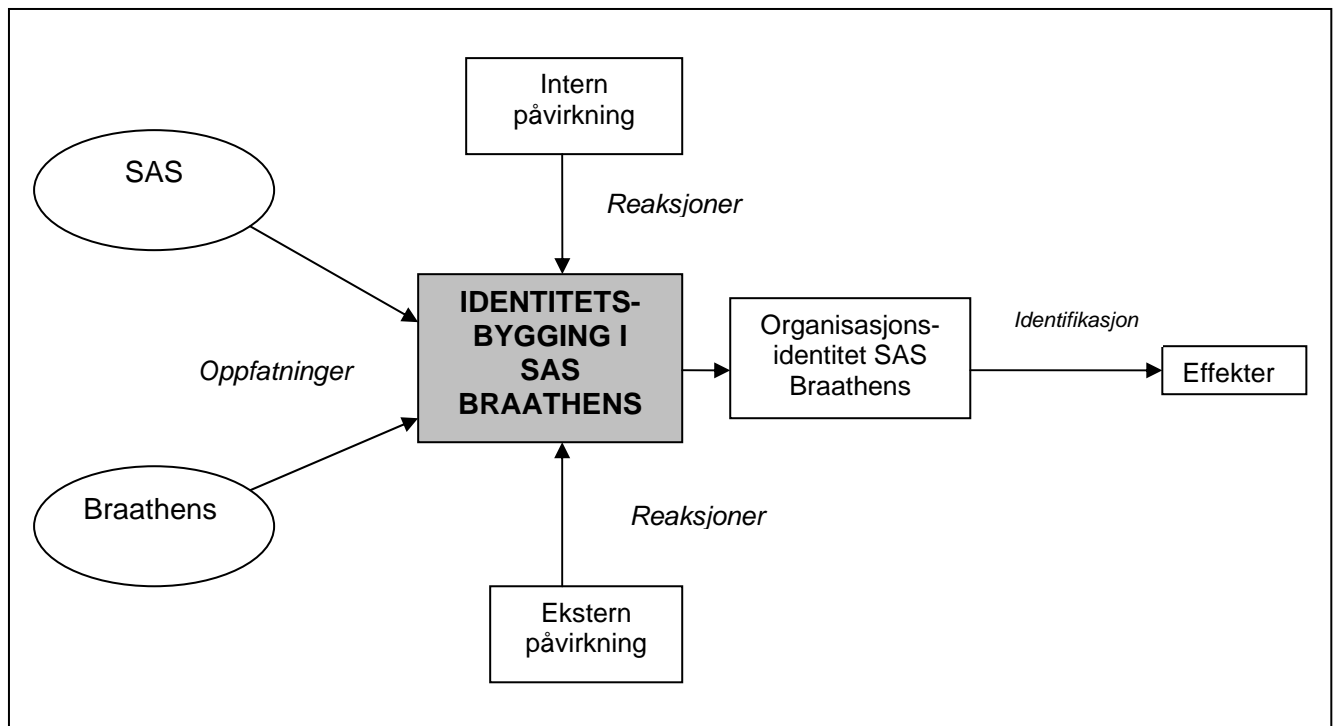 Intern
påvirkning
SAS
Reaksjoner
IDENTITETS-
BYGGING I
SAS
BRAATHENS
Oppfatninger
Organisasjons-
identitet SAS
Braathens
Identifikasjon
Effekter
Braathens
Reaksjoner
Ekstern
påvirkning